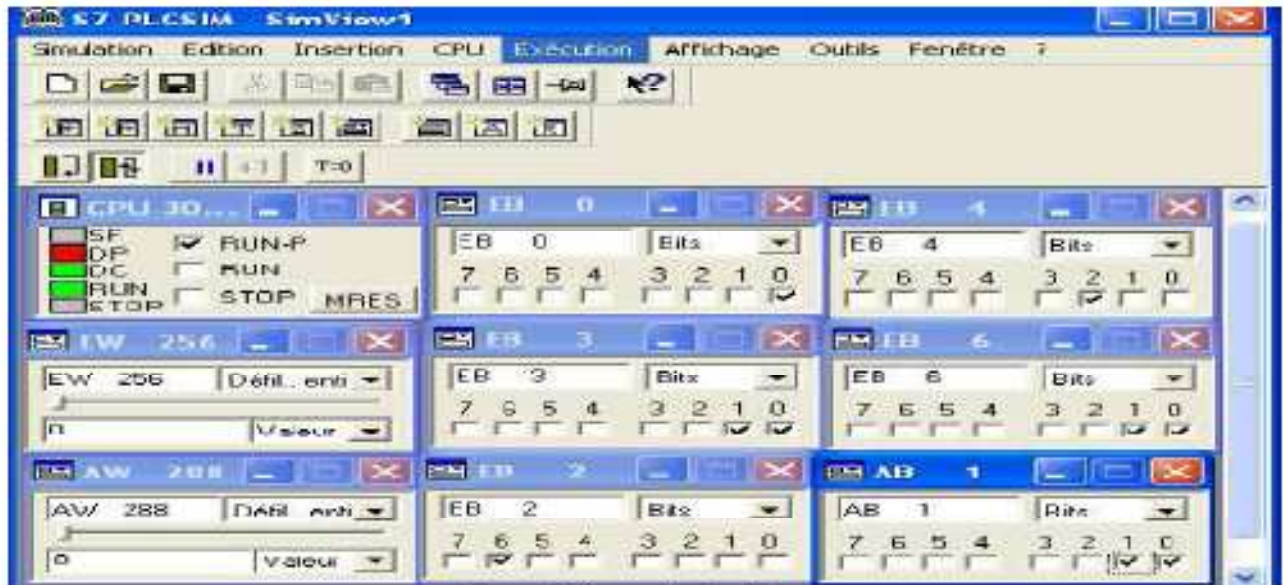 S7 PLCSIM SimView1
Simulation Edition Insertion CPU Exécution Affichage Outils Fenêtre ?
T=0
CPU 30...
SF
DP
DC
RUN
STOP
RUN-P
RUN
STOP MRES
EB 0
EB 0 Bits
7 6 5 4 3 2 1 0
EB 4
EB 4 Bits
7 6 5 4 3 2 1 0
EW 256
EW 256 Défil. enti
0 Valeur
EB 3
EB 3 Bits
7 6 5 4 3 2 1 0
EB 6
EB 6 Bits
7 6 5 4 3 2 1 0
AW 288
AW 288 Défil. enti
0 Valeur
EB 2
EB 2 Bits
7 6 5 4 3 2 1 0
AB 1
AB 1 Bits
7 6 5 4 3 2 1 0